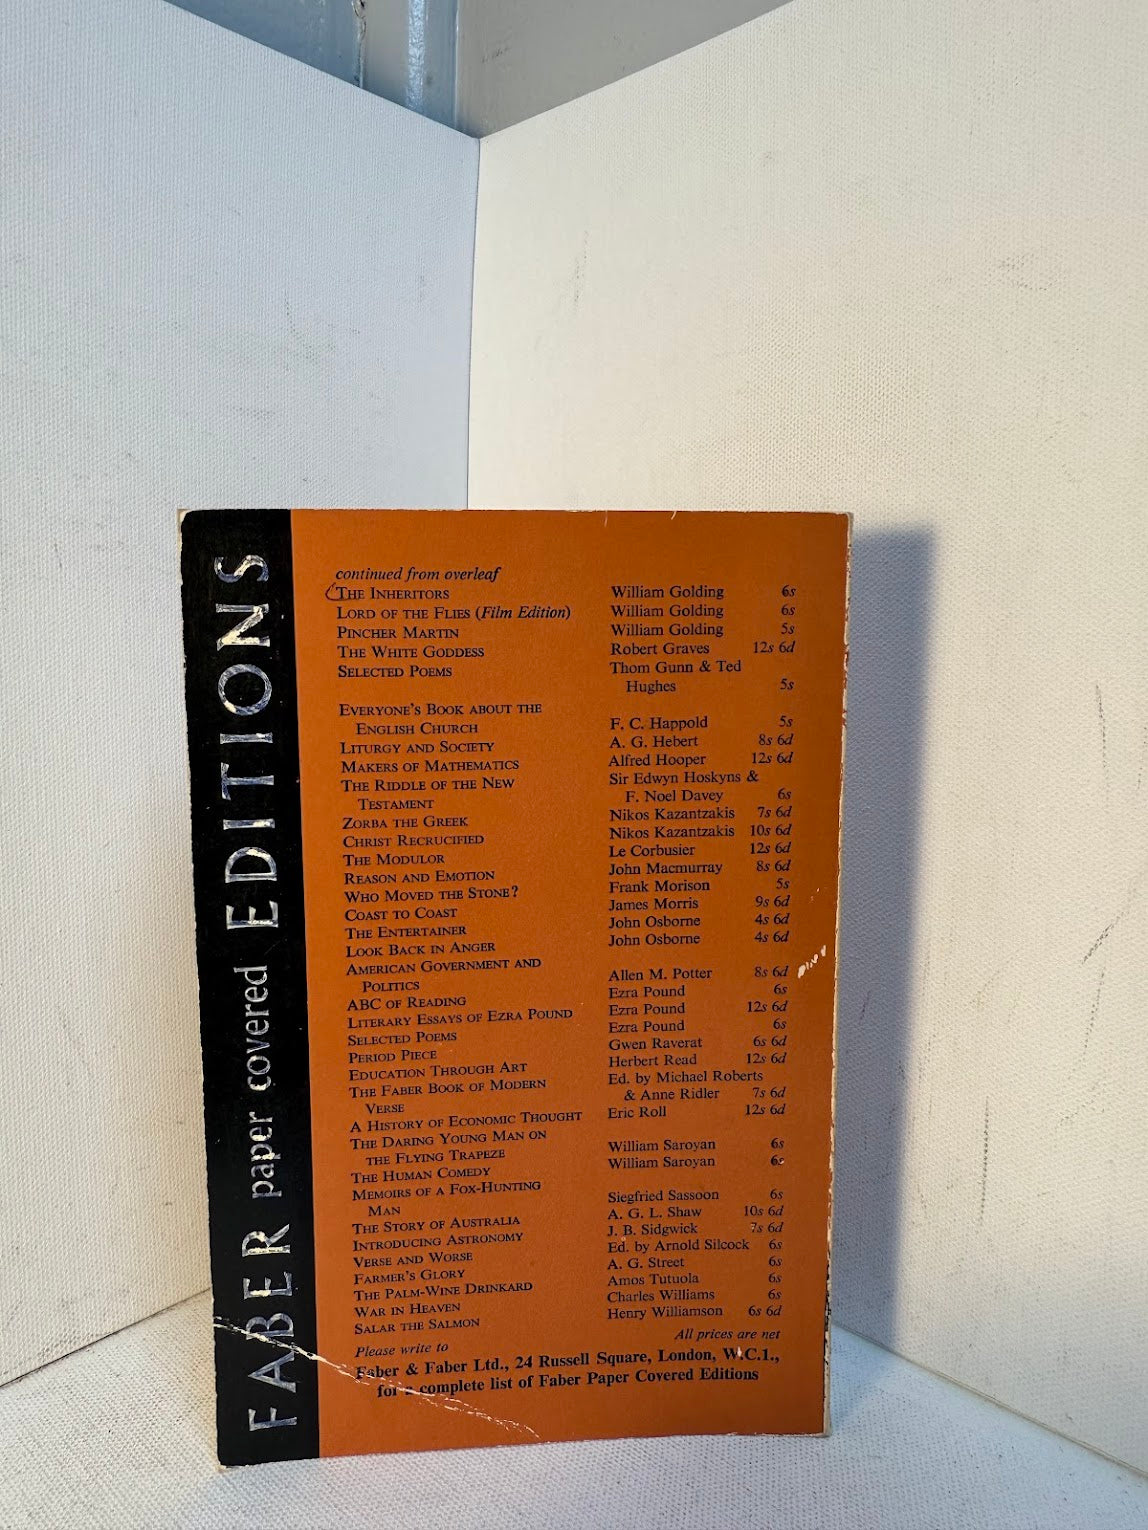 FABER paper covered EDITIONS
continued from overleaf
THE INHERITORS William Golding 6s
LORD OF THE FLIES (Film Edition) William Golding 6s
PINCHER MARTIN William Golding 5s
THE WHITE GODDESS Robert Graves 12s 6d
SELECTED POEMS Thom Gunn & Ted
Hughes 5s
EVERYONE'S BOOK ABOUT THE
ENGLISH CHURCH F. C. Happold 5s
LITURGY AND SOCIETY A. G. Hebert 8s 6d
MAKERS OF MATHEMATICS Alfred Hooper 12s 6d
THE RIDDLE OF THE NEW Sir Edwyn Hoskyns &
TESTAMENT F. Noel Davey 6s
ZORBA THE GREEK Nikos Kazantzakis 7s 6d
CHRIST RECRUCIFIED Nikos Kazantzakis 10s 6d
THE MODULOR Le Corbusier 12s 6d
REASON AND EMOTION John Macmurray 8s 6d
WHO MOVED THE STONE? Frank Morison 5s
COAST TO COAST James Morris 9s 6d
THE ENTERTAINER John Osborne 4s 6d
LOOK BACK IN ANGER John Osborne 4s 6d
AMERICAN GOVERNMENT AND
POLITICS Allen M. Potter 8s 6d
ABC OF READING Ezra Pound 6s
LITERARY ESSAYS OF EZRA POUND Ezra Pound 12s 6d
SELECTED POEMS Ezra Pound 6s
PERIOD PIECE Gwen Raverat 6s 6d
EDUCATION THROUGH ART Herbert Read 12s 6d
THE FABER BOOK OF MODERN Ed. by Michael Roberts
VERSE & Anne Ridler 7s 6d
A HISTORY OF ECONOMIC THOUGHT Eric Roll 12s 6d
THE DARING YOUNG MAN ON
THE FLYING TRAPEZE William Saroyan 6s
THE HUMAN COMEDY William Saroyan 6s
MEMOIRS OF A FOX-HUNTING
MAN Siegfried Sassoon 6s
THE STORY OF AUSTRALIA A. G. L. Shaw 10s 6d
INTRODUCING ASTRONOMY J. B. Sidgwick 7s 6d
VERSE AND WORSE Ed. by Arnold Silcock 6s
FARMER'S GLORY A. G. Street 6s
THE PALM-WINE DRINKARD Amos Tutuola 6s
WAR IN HEAVEN Charles Williams 6s
SALAR THE SALMON Henry Williamson 6s 6d
All prices are net
Please write to
Faber & Faber Ltd., 24 Russell Square, London, W.C.1.,
for a complete list of Faber Paper Covered Editions